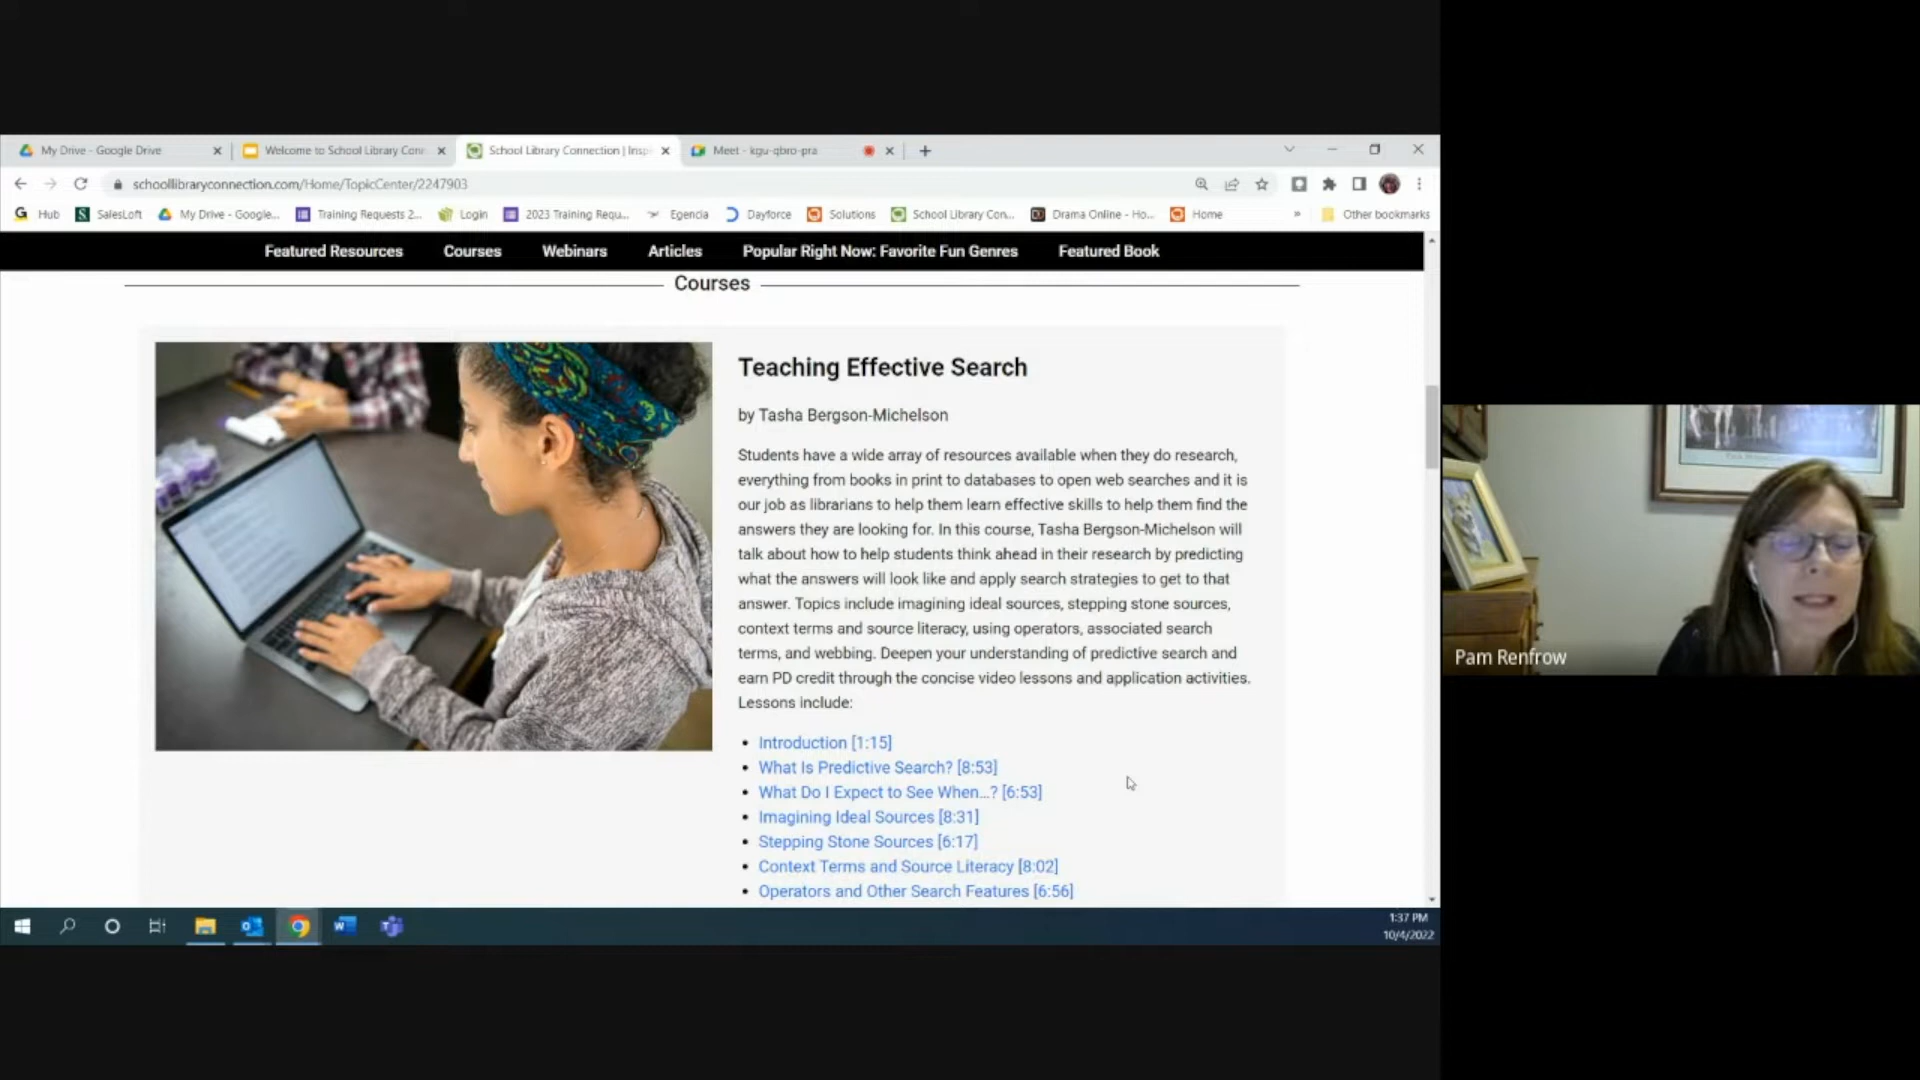 My Drive - Google Drive
Welcome to School Library Conn
School Library Connection | Insp
Meet - kgu-qbro-pra
schoollibraryconnection.com/Home/TopicCenter/2247903
Hub
SalesLoft
My Drive - Google...
Training Requests 2...
Login
2023 Training Requ...
Egencia
Dayforce
Solutions
School Library Con...
Drama Online - Ho...
Home
»
Other bookmarks
Featured Resources
Courses
Webinars
Articles
Popular Right Now: Favorite Fun Genres
Featured Book
Courses
Teaching Effective Search
by Tasha Bergson-Michelson
Students have a wide array of resources available when they do research,
everything from books in print to databases to open web searches and it is
our job as librarians to help them learn effective skills to help them find the
answers they are looking for. In this course, Tasha Bergson-Michelson will
talk about how to help students think ahead in their research by predicting
what the answers will look like and apply search strategies to get to that
answer. Topics include imagining ideal sources, stepping stone sources,
context terms and source literacy, using operators, associated search
terms, and webbing. Deepen your understanding of predictive search and
earn PD credit through the concise video lessons and application activities.
Lessons include:
• Introduction [1:15]
• What Is Predictive Search? [8:53]
• What Do I Expect to See When…? [6:53]
• Imagining Ideal Sources [8:31]
• Stepping Stone Sources [6:17]
• Context Terms and Source Literacy [8:02]
• Operators and Other Search Features [6:56]
Pam Renfrow
1:37 PM
10/4/2022